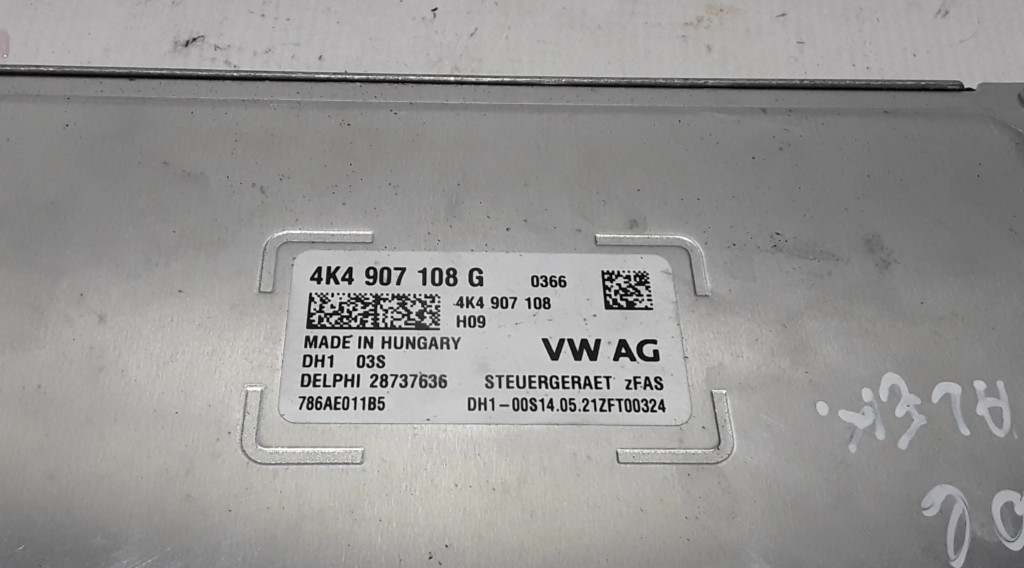 4K4 907 108 G 0366
4K4 907 108
H09
MADE IN HUNGARY
VW AG
DH1 03S
DELPHI 28737636 STEUERGERAET zFAS
786AE011B5 DH1-00S14.05.21ZFT00324